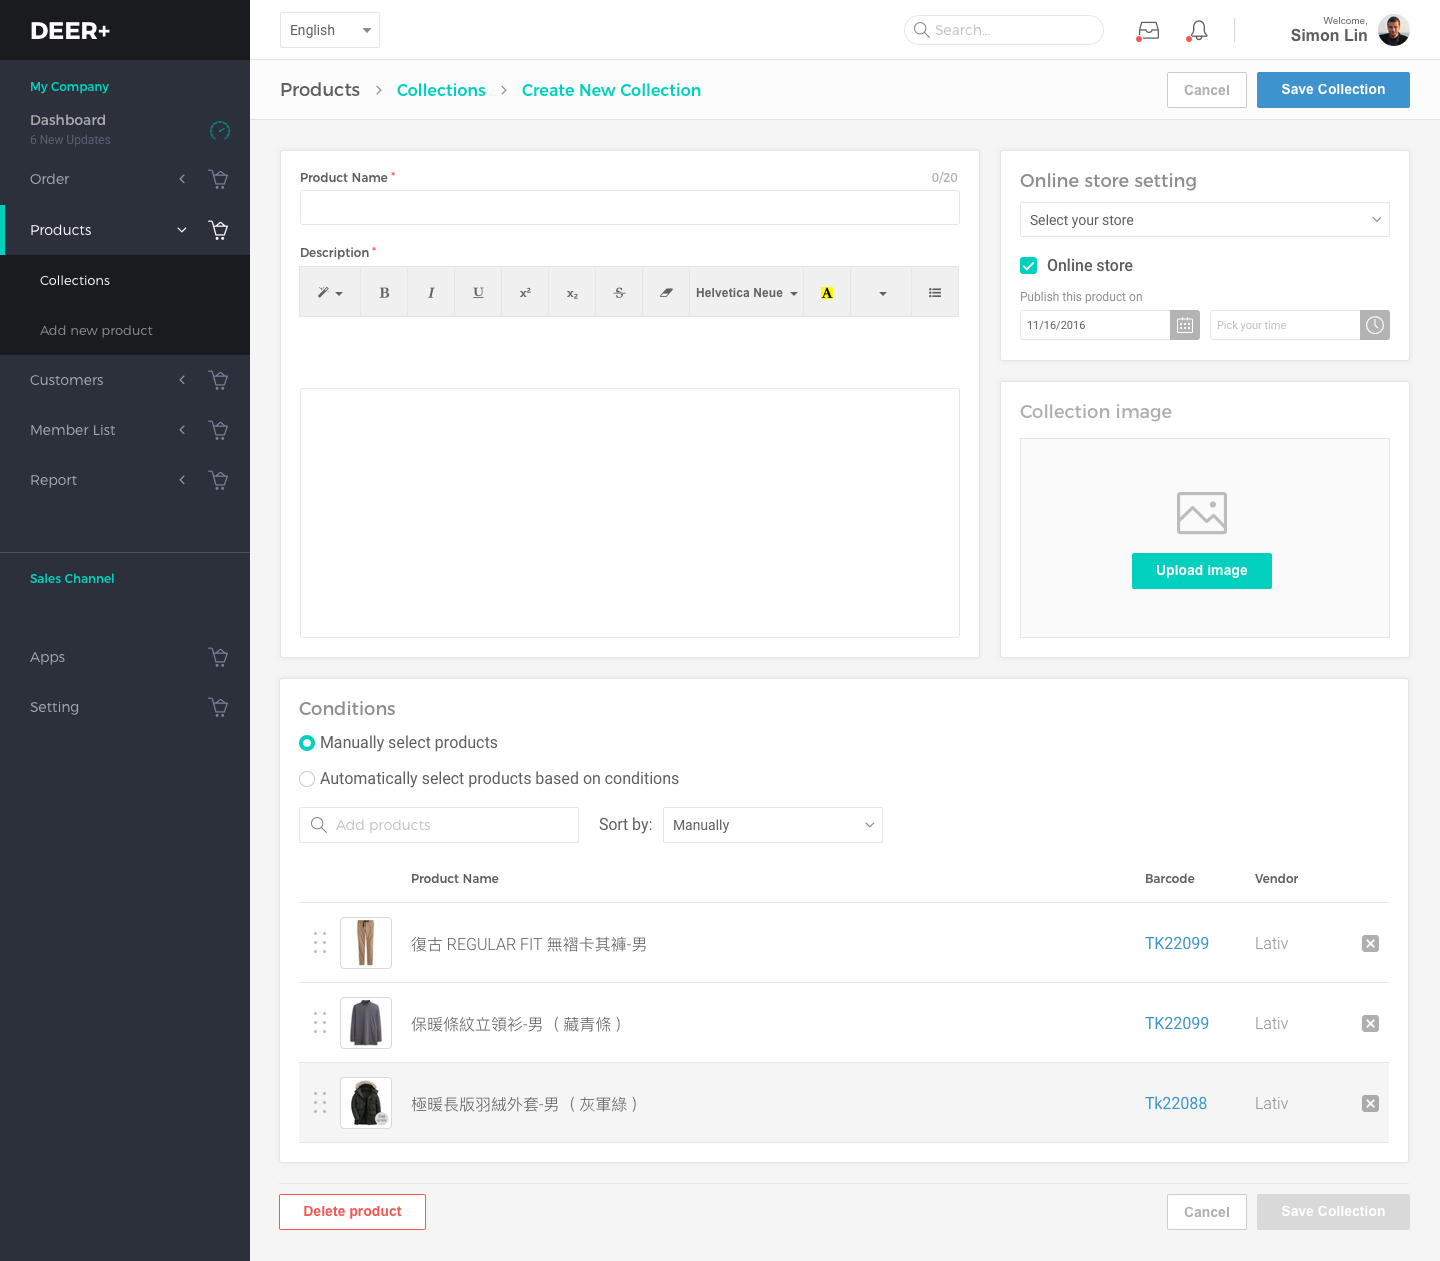 DEER+
English
Search...
Welcome,
Simon Lin
My Company
Dashboard
6 New Updates
Order
Products
Collections
Add new product
Customers
Member List
Report
Sales Channel
Apps
Setting
Products > Collections > Create New Collection
Cancel
Save Collection
Product Name *
0/20
Description *
B I U x² x₂ S Helvetica Neue A
Online store setting
Select your store
Online store
Publish this product on
11/16/2016
Pick your time
Collection image
Upload image
Conditions
Manually select products
Automatically select products based on conditions
Add products
Sort by:
Manually
Product Name Barcode Vendor
復古 REGULAR FIT 無褶卡其褲-男 TK22099 Lativ
保暖條紋立領衫-男（藏青條） TK22099 Lativ
極暖長版羽絨外套-男（灰軍綠） Tk22088 Lativ
Delete product
Cancel
Save Collection